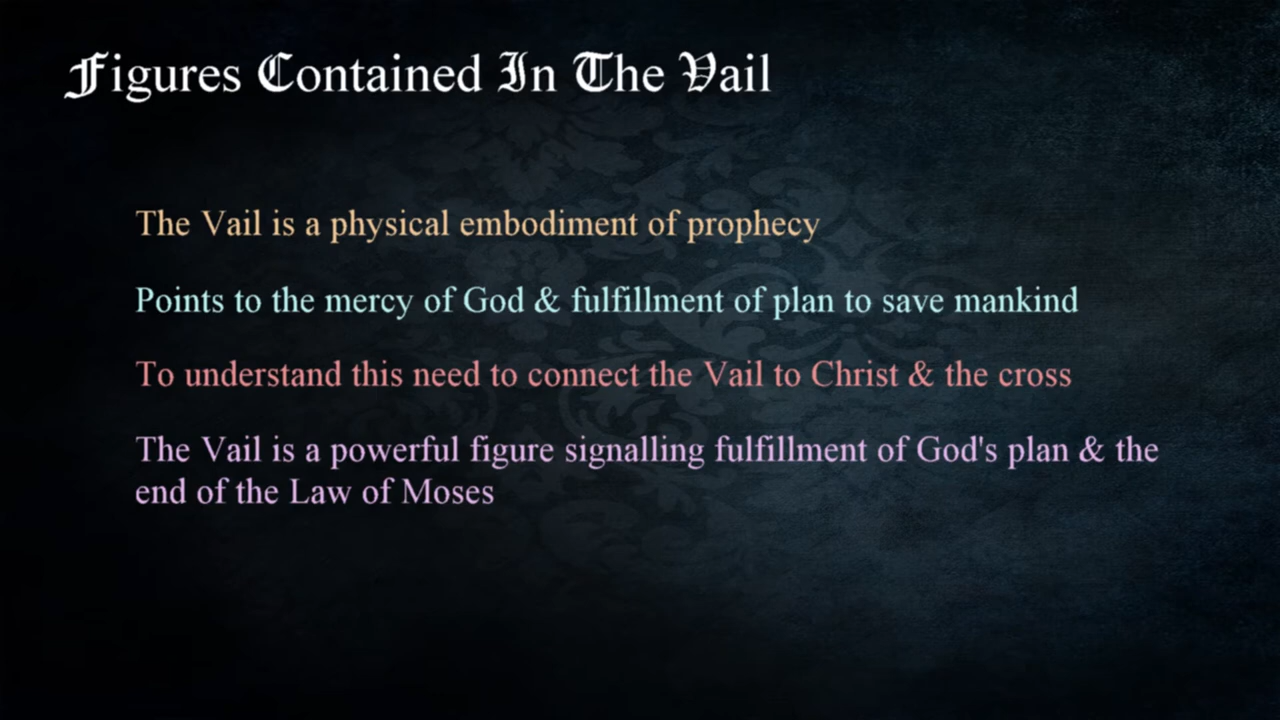 Figures Contained In The Vail
The Vail is a physical embodiment of prophecy
Points to the mercy of God & fulfillment of plan to save mankind
To understand this need to connect the Vail to Christ & the cross
The Vail is a powerful figure signalling fulfillment of God's plan & the
end of the Law of Moses